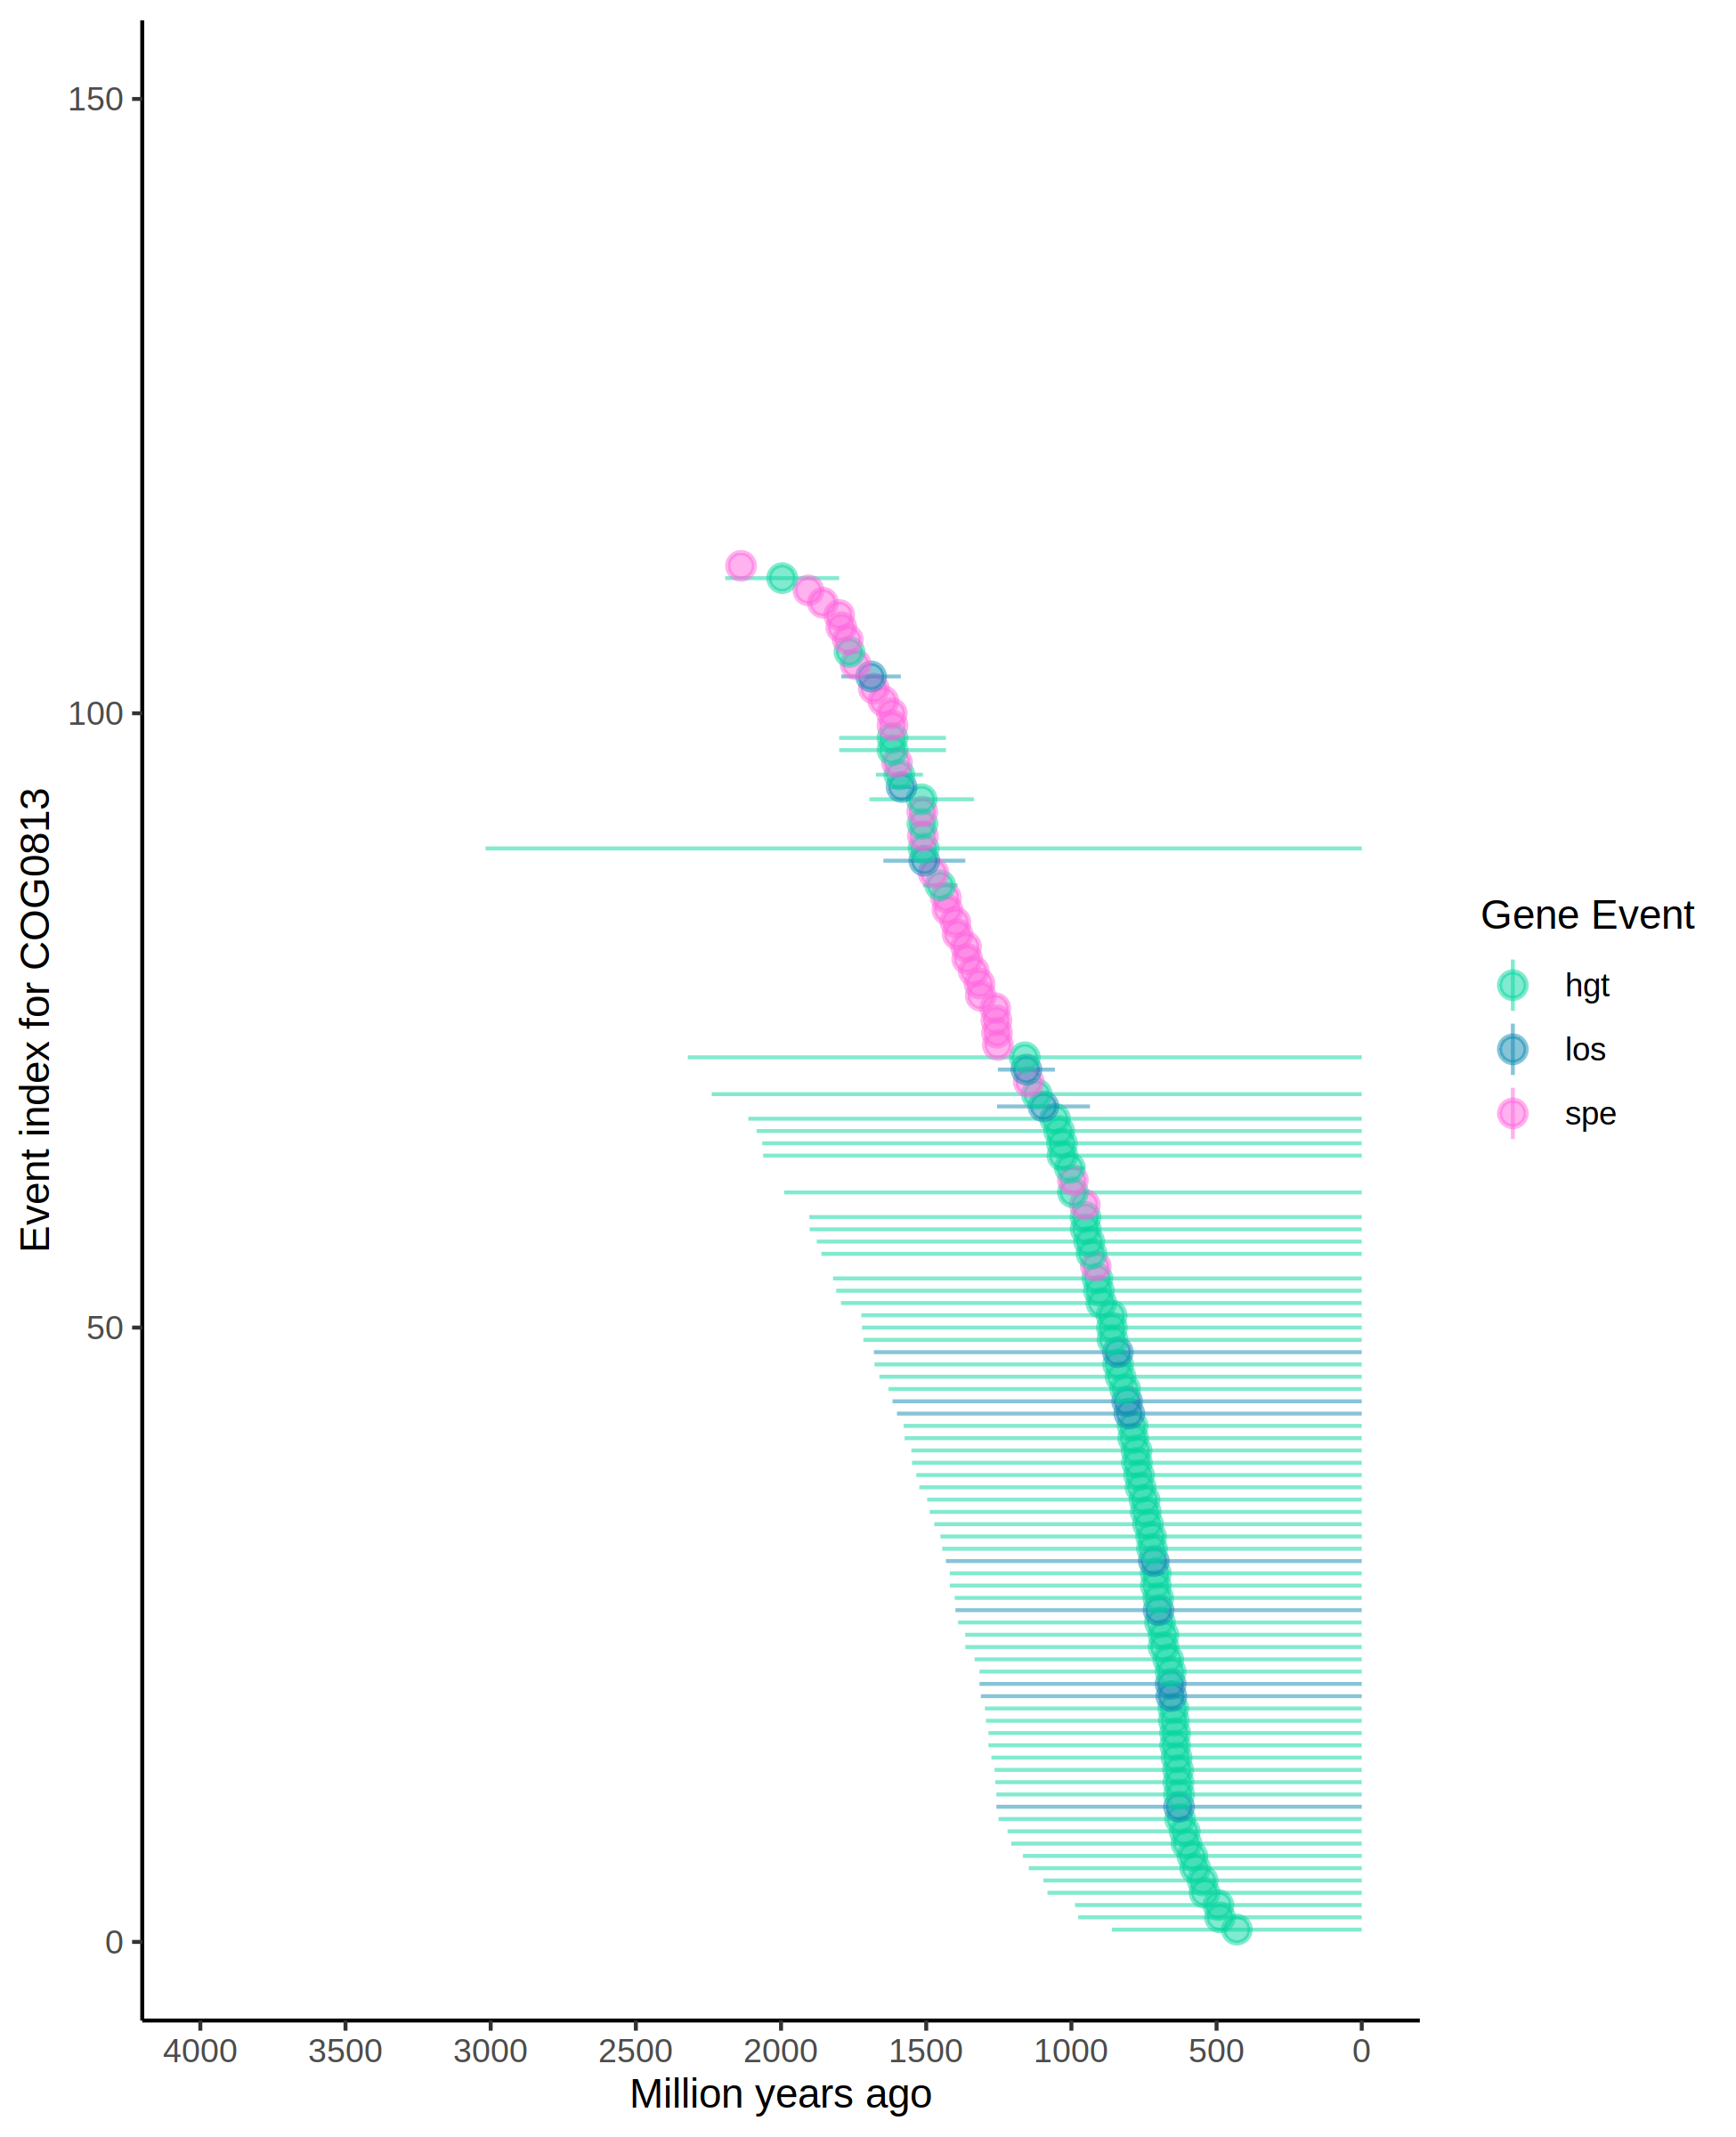 Event index for COG0813
150
100
50
0
4000 3500 3000 2500 2000 1500 1000 500 0
Million years ago
Gene Event
hgt
los
spe